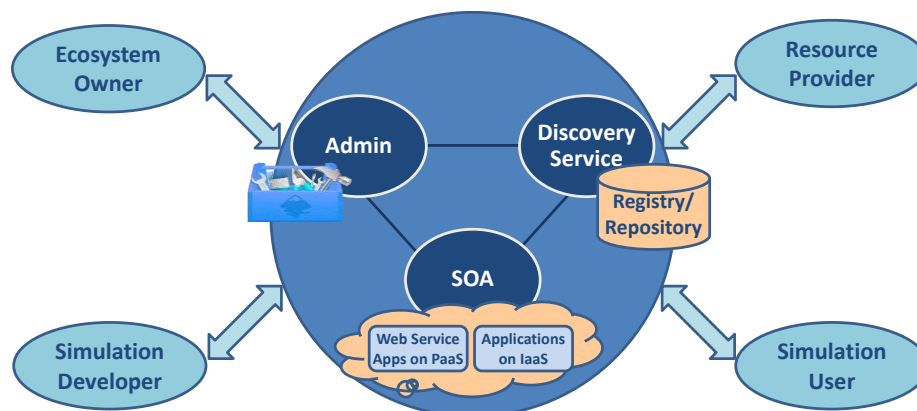 Ecosystem
Owner
Resource
Provider
Admin
Discovery
Service
Registry/
Repository
SOA
Web Service
Apps on PaaS
Applications
on IaaS
Simulation
Developer
Simulation
User